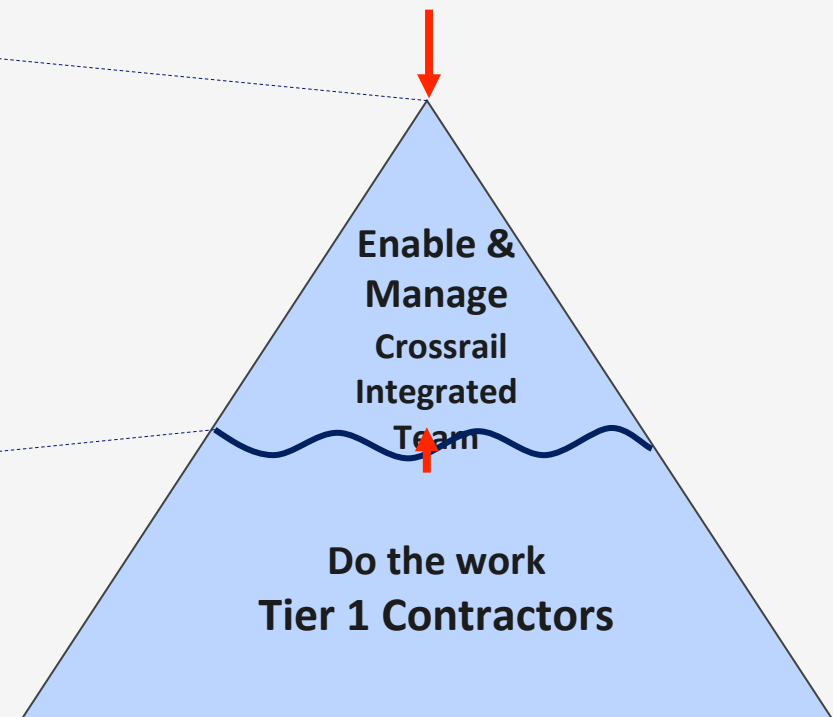 Enable &
Manage
Crossrail
Integrated
Team
Do the work
Tier 1 Contractors